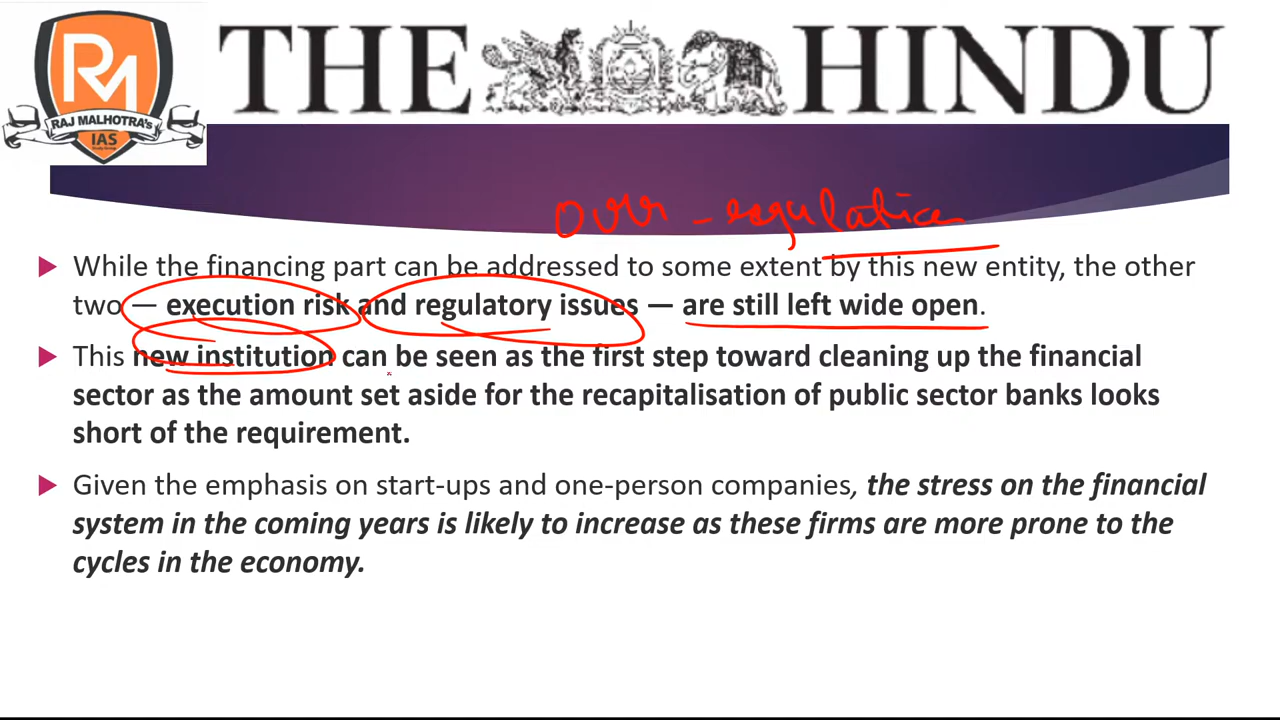 RM
RAJ MALHOTRA'S
IAS
THE HINDU
Over-regulation
While the financing part can be addressed to some extent by this new entity, the other
two — execution risk and regulatory issues — are still left wide open.
This new institution can be seen as the first step toward cleaning up the financial
sector as the amount set aside for the recapitalisation of public sector banks looks
short of the requirement.
Given the emphasis on start-ups and one-person companies, the stress on the financial
system in the coming years is likely to increase as these firms are more prone to the
cycles in the economy.